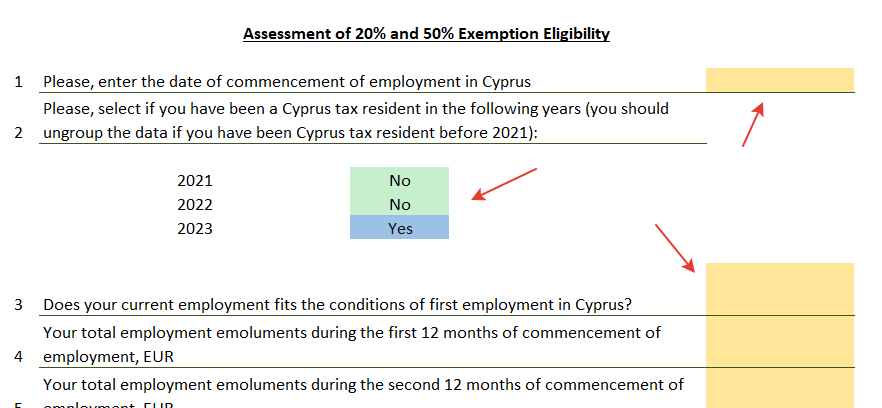 Assessment of 20% and 50% Exemption Eligibility
1 Please, enter the date of commencement of employment in Cyprus
Please, select if you have been a Cyprus tax resident in the following years (you should
2 ungroup the data if you have been Cyprus tax resident before 2021):
2021 No
2022 No
2023 Yes
3 Does your current employment fits the conditions of first employment in Cyprus?
Your total employment emoluments during the first 12 months of commencement of
4 employment, EUR
Your total employment emoluments during the second 12 months of commencement of
5 employment, EUR